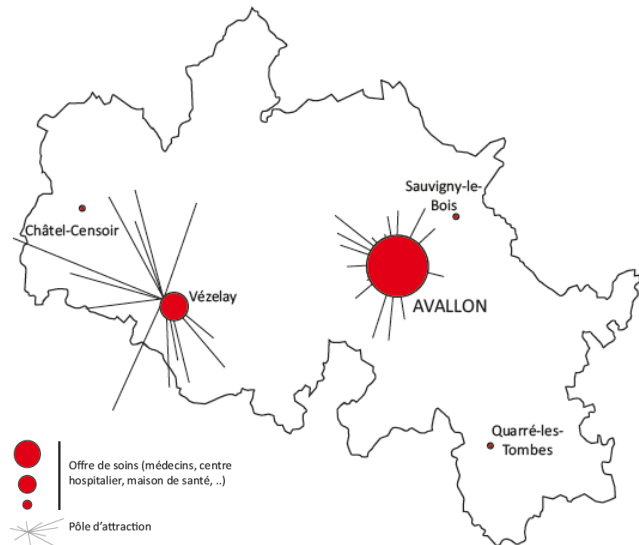 Sauvigny-le-
Bois
Châtel-Censoir
Vézelay
AVALLON
Quarré-les-
Tombes
Offre de soins (médecins, centre
hospitalier, maison de santé, ..)
Pôle d'attraction